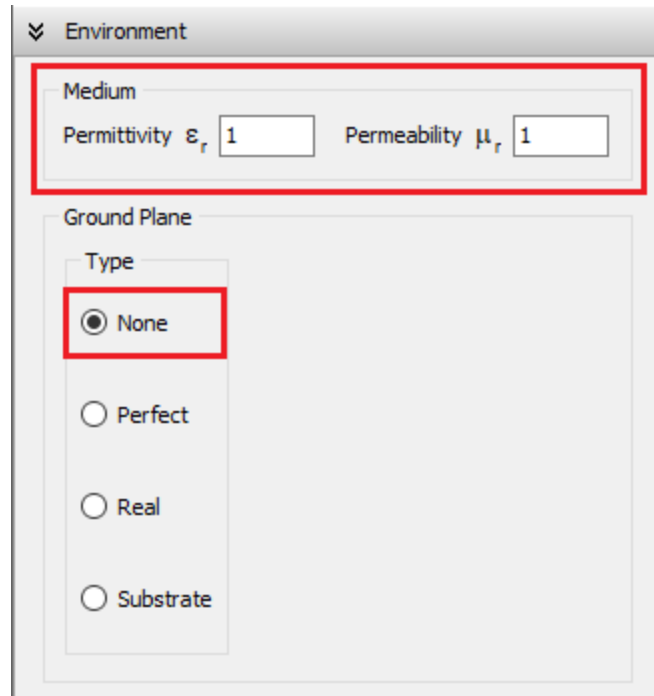 Environment
Medium
Permittivity εr 1 Permeability μr 1
Ground Plane
Type
None
Perfect
Real
Substrate